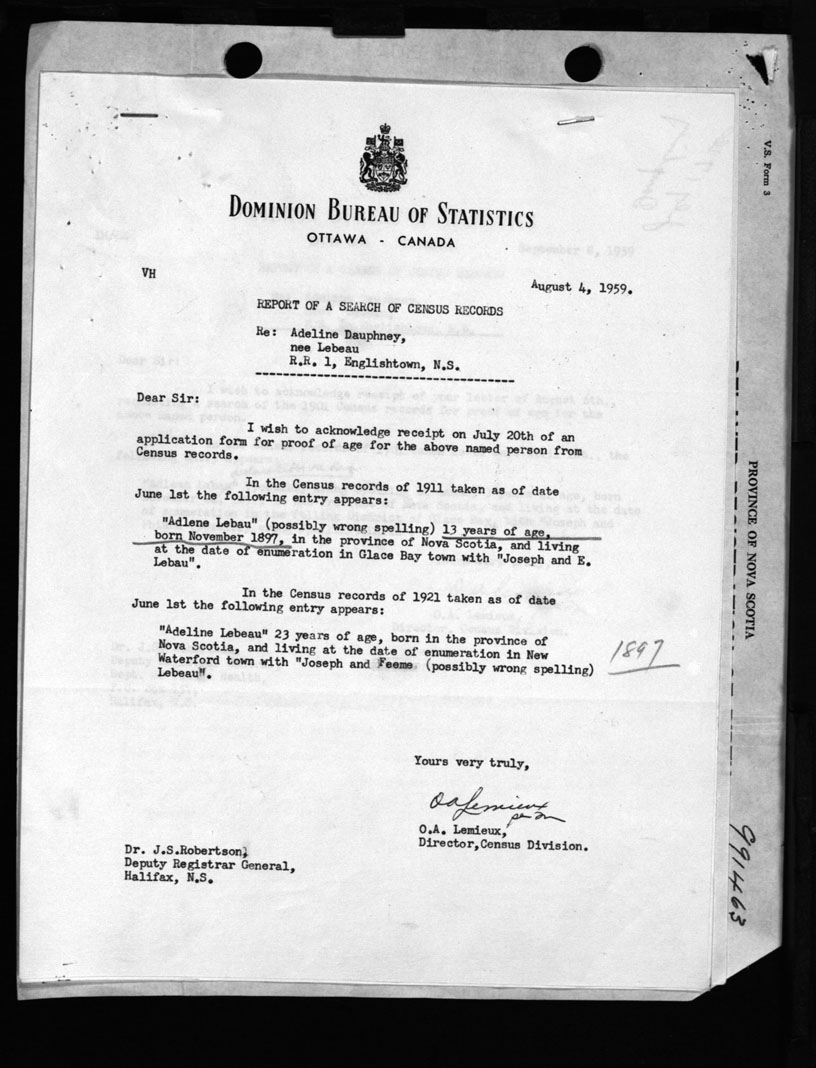 DOMINION BUREAU OF STATISTICS
OTTAWA - CANADA
VH
August 4, 1959.
REPORT OF A SEARCH OF CENSUS RECORDS
Re: Adeline Dauphney,
nee Lebeau
R.R. 1, Englishtown, N.S.
Dear Sir:
I wish to acknowledge receipt on July 20th of an
application form for proof of age for the above named person from
Census records.
In the Census records of 1911 taken as of date
June 1st the following entry appears:
"Adlene Lebau" (possibly wrong spelling) 13 years of age,
born November 1897, in the province of Nova Scotia, and living
at the date of enumeration in Glace Bay town with "Joseph and E.
Lebau".
In the Census records of 1921 taken as of date
June 1st the following entry appears:
"Adeline Lebeau" 23 years of age, born in the province of
Nova Scotia, and living at the date of enumeration in New
Waterford town with "Joseph and Feeme (possibly wrong spelling)
Lebeau".
1897
Yours very truly,
OALemieux
per
O.A. Lemieux,
Director,Census Division.
Dr. J.S.Robertson,
Deputy Registrar General,
Halifax, N.S.
V.S. Form 3
PROVINCE OF NOVA SCOTIA
991463
September 8, 1959
Dear Sir: